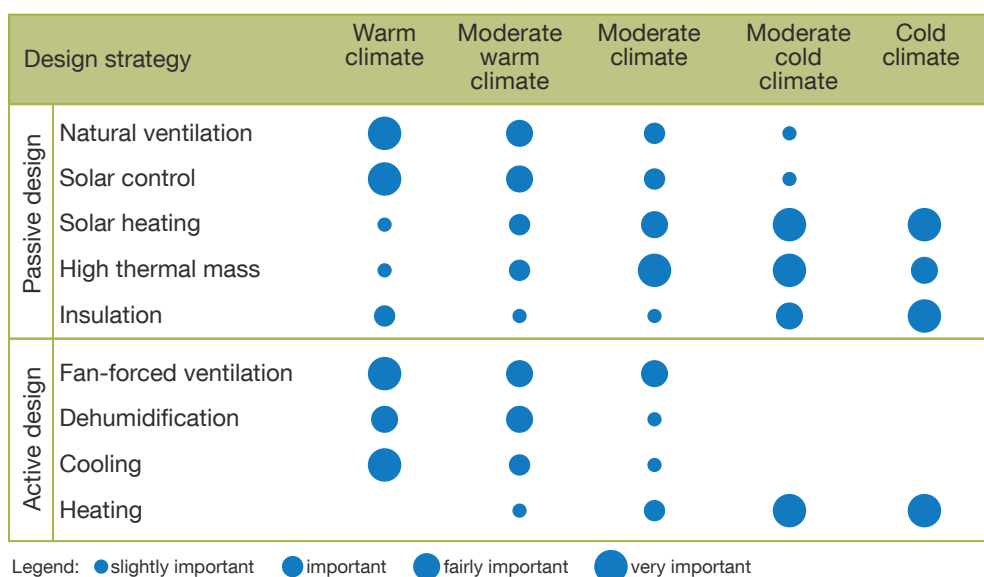 Design strategy
Warm climate
Moderate warm climate
Moderate climate
Moderate cold climate
Cold climate
Passive design
Natural ventilation
Solar control
Solar heating
High thermal mass
Insulation
Active design
Fan-forced ventilation
Dehumidification
Cooling
Heating
Legend: slightly important important fairly important very important